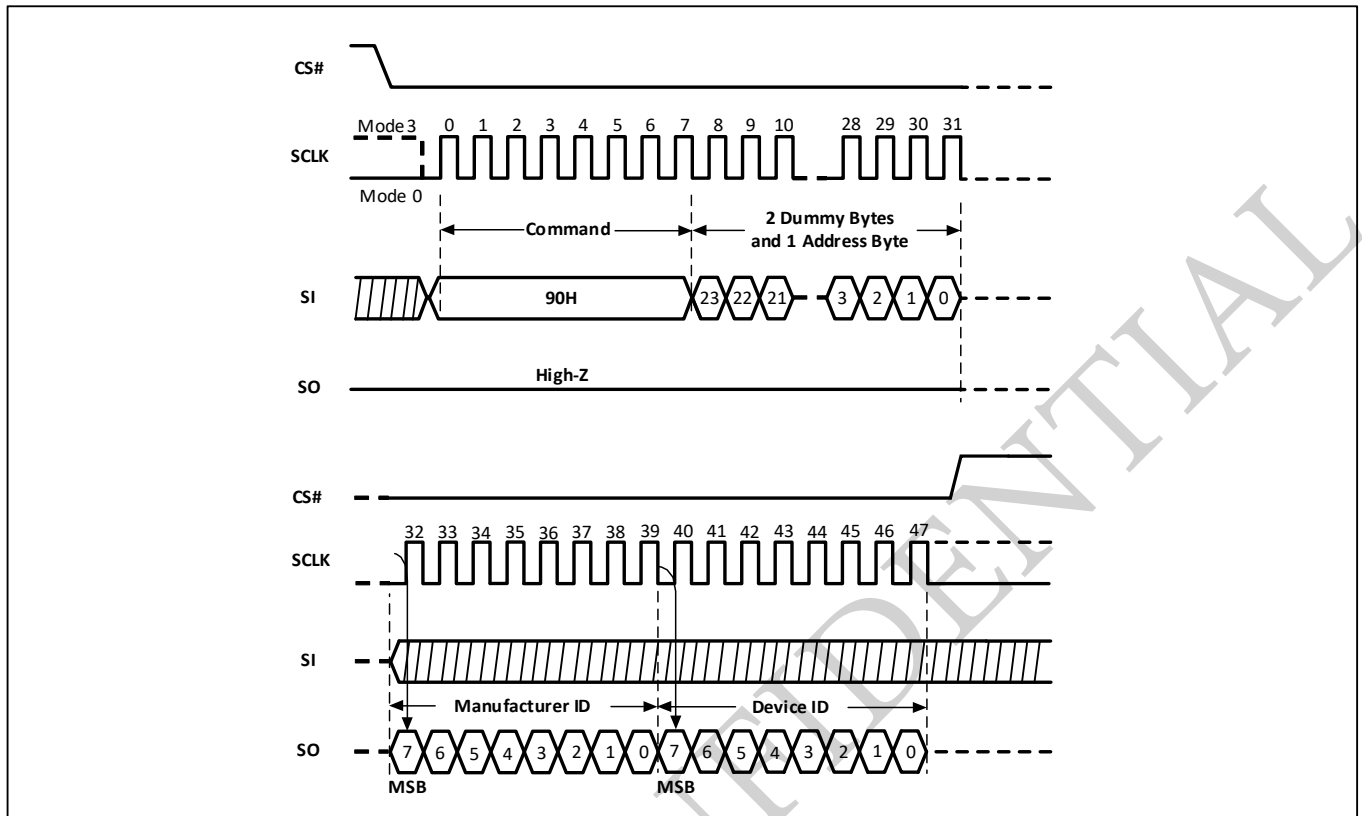 CS#
Mode 3 0 1 2 3 4 5 6 7 8 9 10 28 29 30 31
SCLK
Mode 0
Command
2 Dummy Bytes
and 1 Address Byte
SI 90H 23 22 21 3 2 1 0
High-Z
SO
CS#
32 33 34 35 36 37 38 39 40 41 42 43 44 45 46 47
SCLK
SI
Manufacturer ID Device ID
SO 7 6 5 4 3 2 1 0 7 6 5 4 3 2 1 0
MSB MSB
NFIDENTIAL